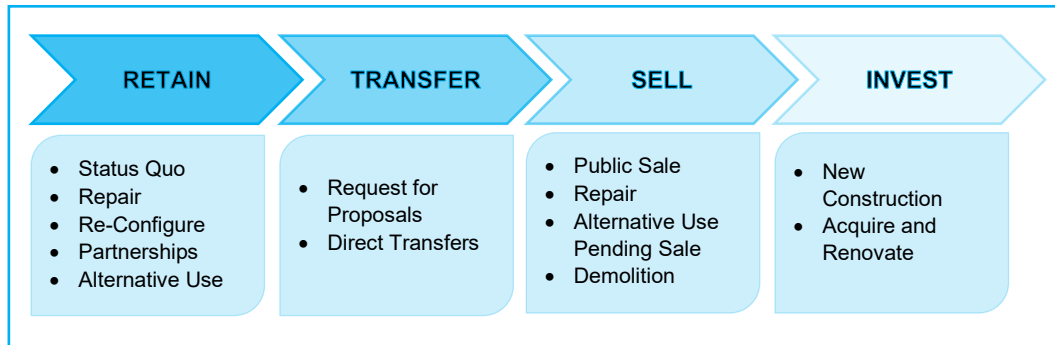 RETAIN
TRANSFER
SELL
INVEST
• Status Quo
• Repair
• Re-Configure
• Partnerships
• Alternative Use
• Request for
Proposals
• Direct Transfers
• Public Sale
• Repair
• Alternative Use
Pending Sale
• Demolition
• New
Construction
• Acquire and
Renovate